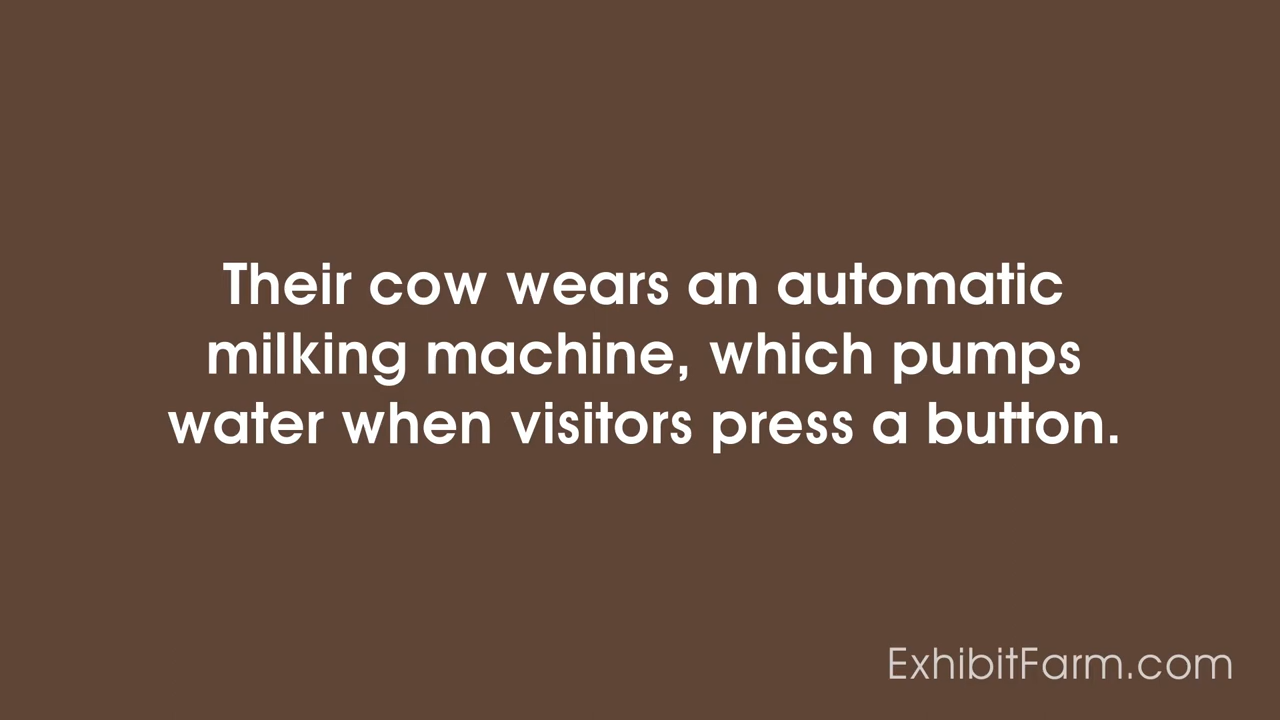 Their cow wears an automatic
milking machine, which pumps
water when visitors press a button.
ExhibitFarm.com